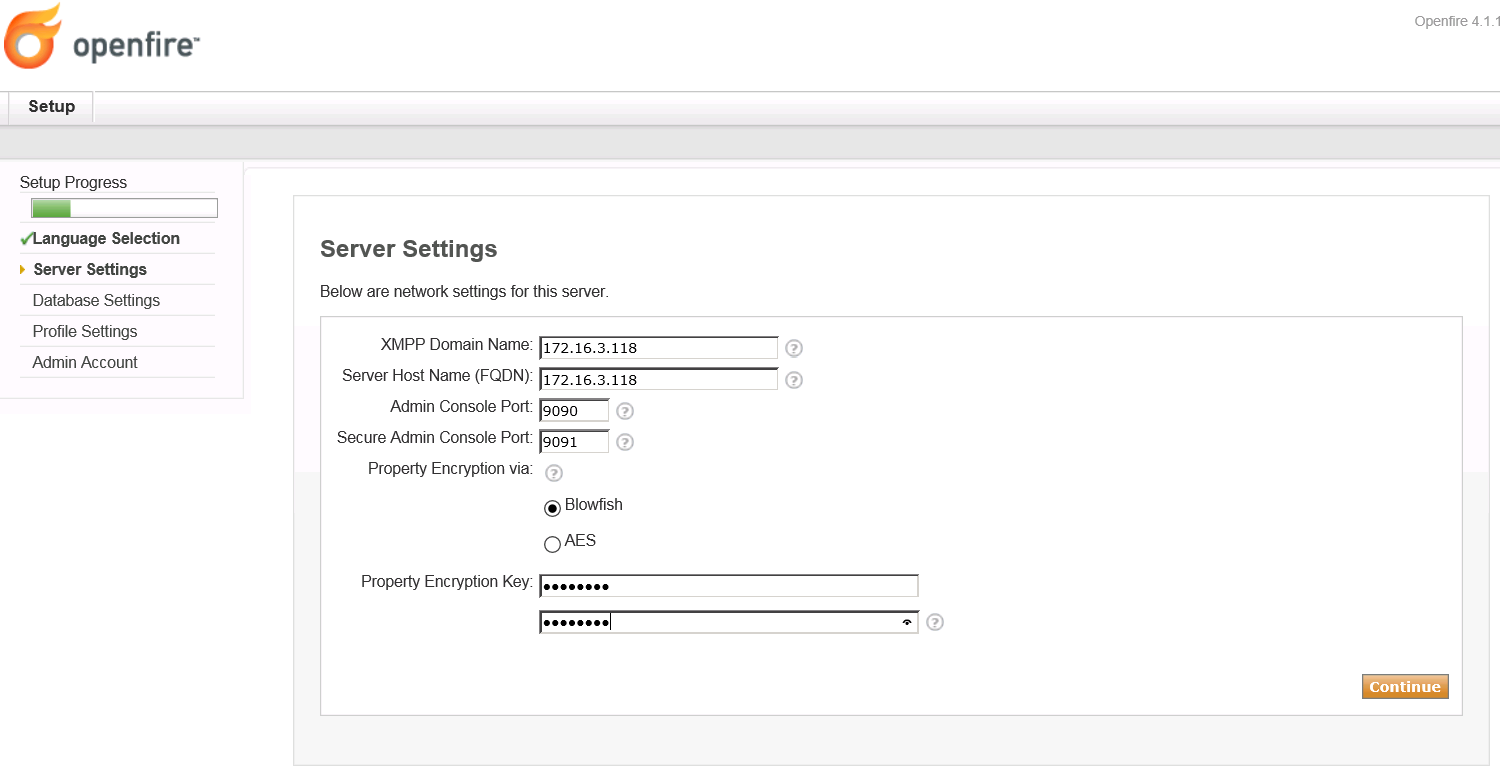 openfire™
Openfire 4.1.1
Setup
Setup Progress
Language Selection
Server Settings
Database Settings
Profile Settings
Admin Account
Server Settings
Below are network settings for this server.
XMPP Domain Name: 172.16.3.118 ?
Server Host Name (FQDN): 172.16.3.118 ?
Admin Console Port: 9090 ?
Secure Admin Console Port: 9091 ?
Property Encryption via: ?
Blowfish
AES
Property Encryption Key: ••••••••
•••••••• ?
Continue